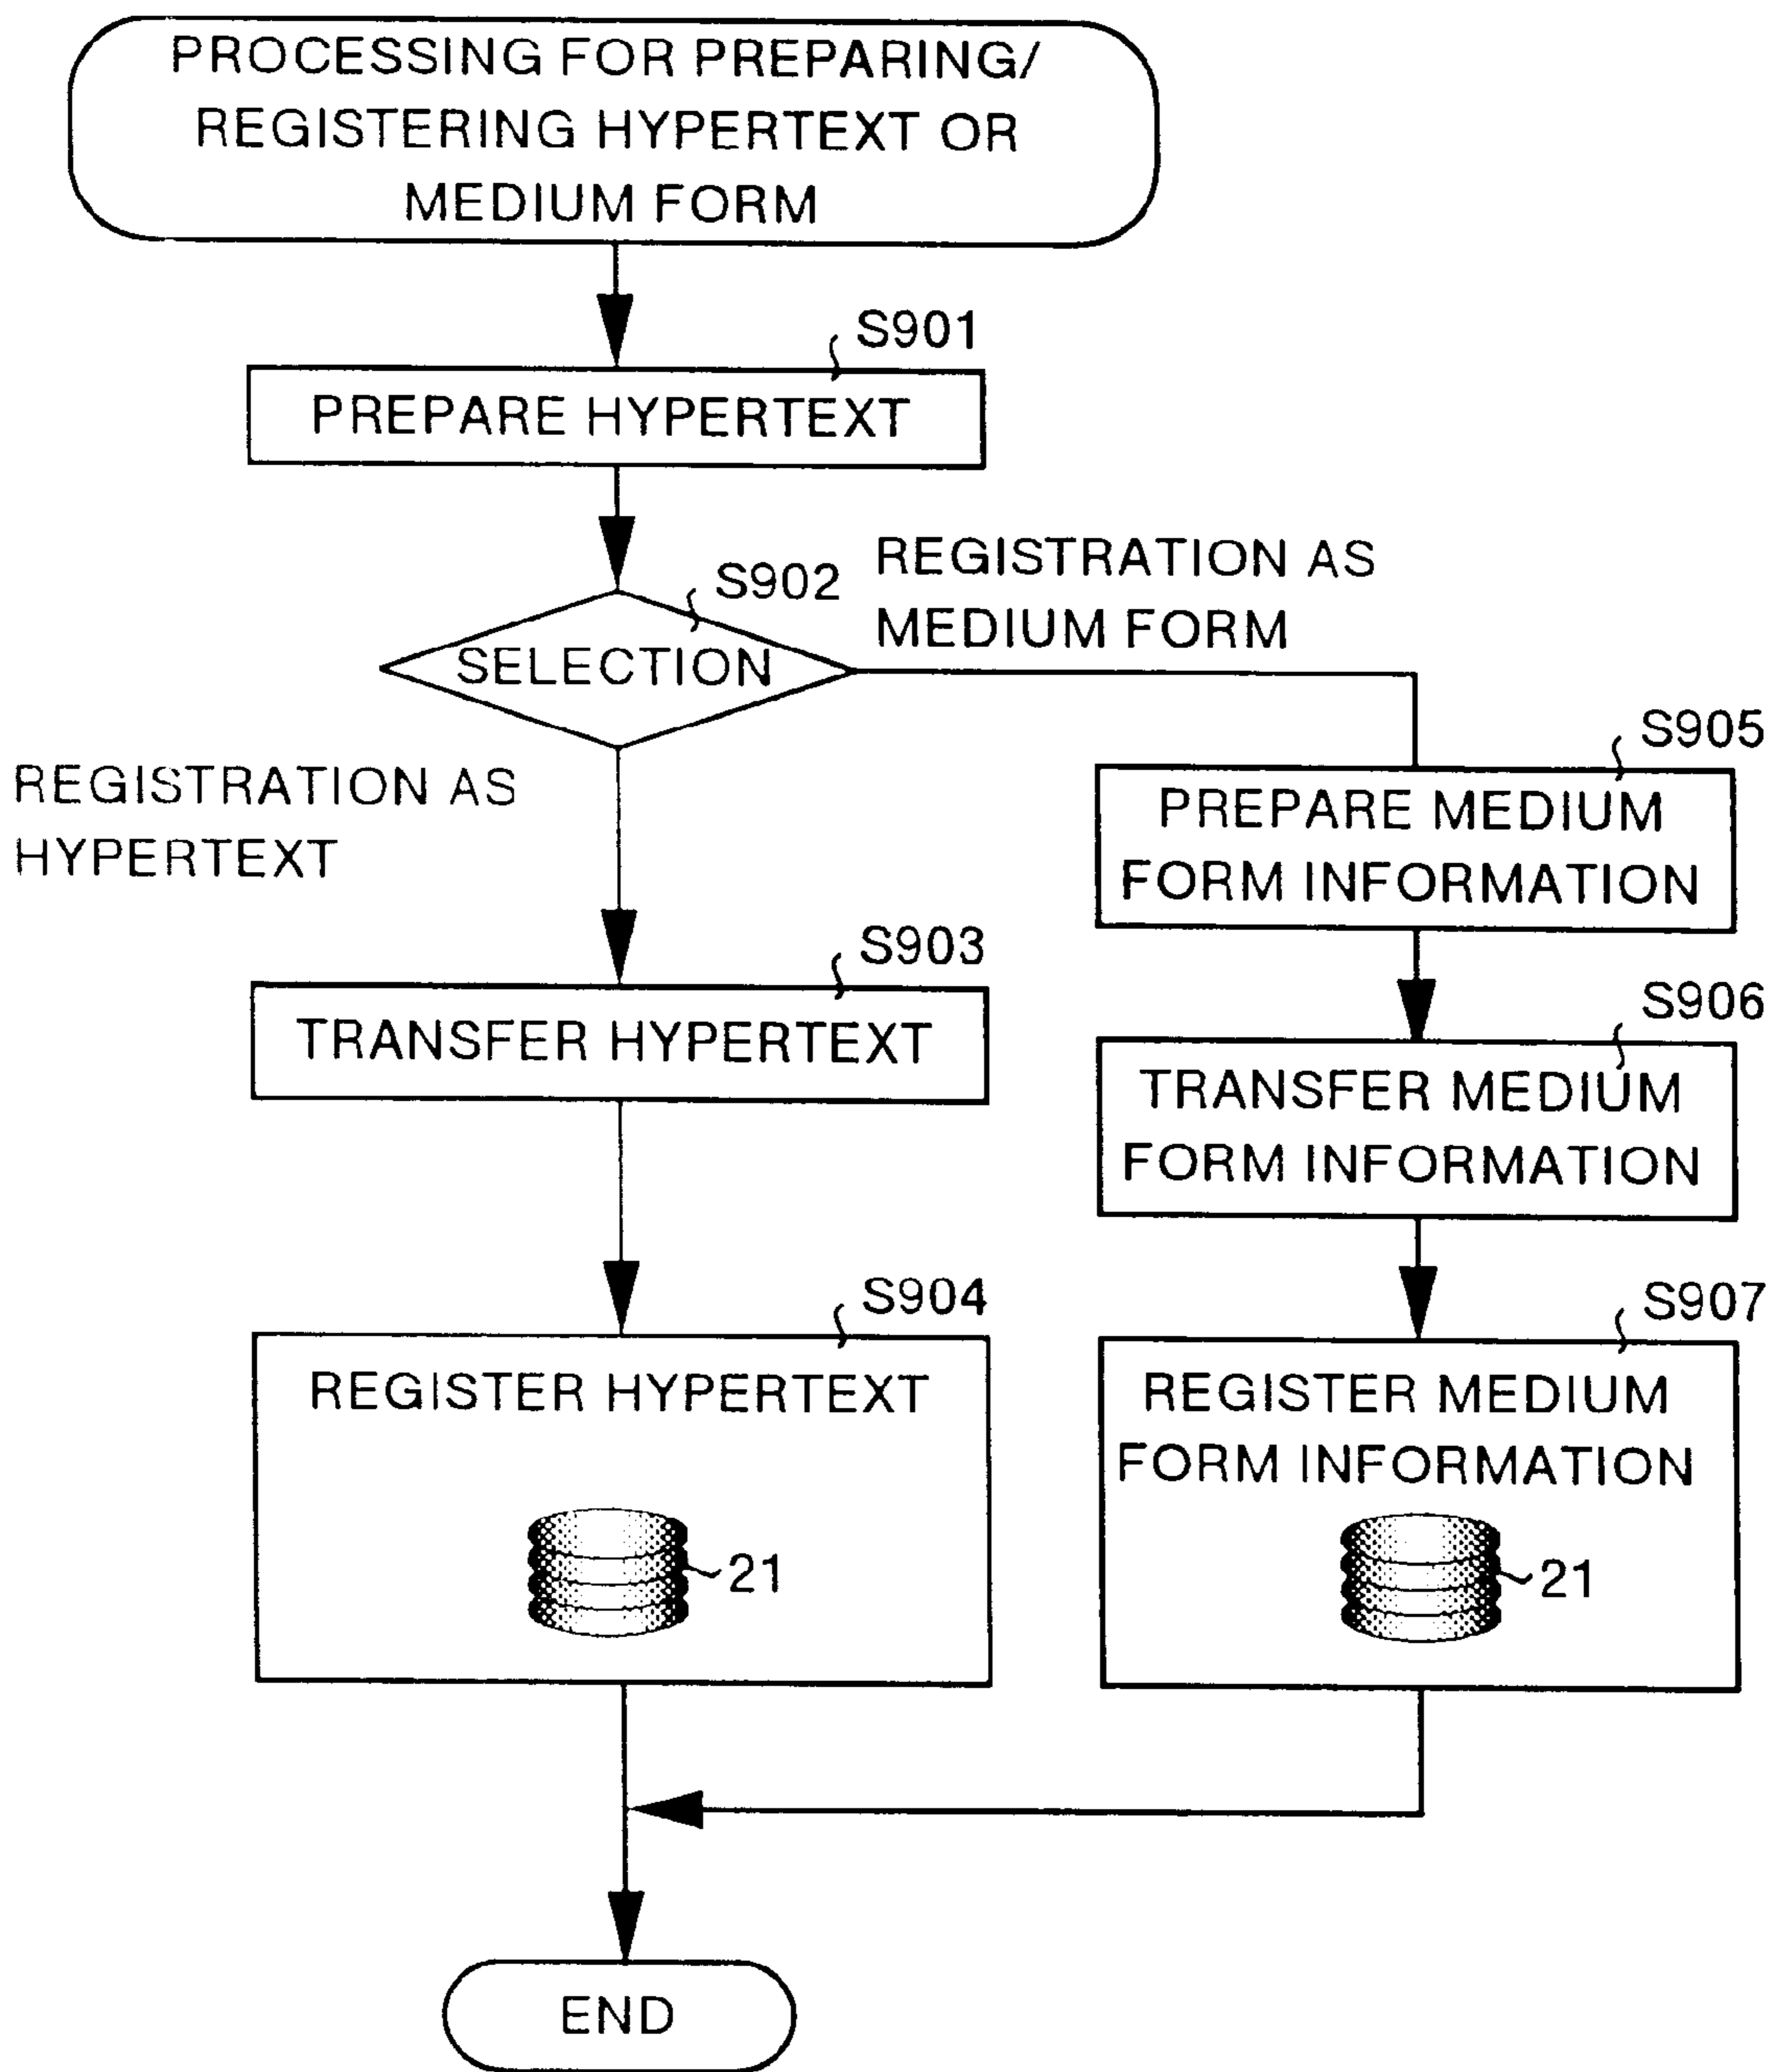 PROCESSING FOR PREPARING/
REGISTERING HYPERTEXT OR
MEDIUM FORM
S901
PREPARE HYPERTEXT
S902
SELECTION
REGISTRATION AS
MEDIUM FORM
REGISTRATION AS
HYPERTEXT
S903
TRANSFER HYPERTEXT
S904
REGISTER HYPERTEXT
21
S905
PREPARE MEDIUM
FORM INFORMATION
S906
TRANSFER MEDIUM
FORM INFORMATION
S907
REGISTER MEDIUM
FORM INFORMATION
21
END